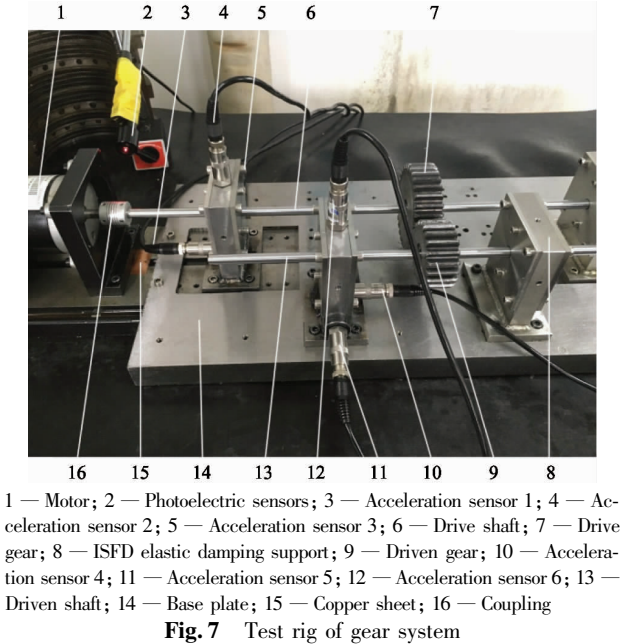 1 2 3 4 5 6 7
16 15 14 13 12 11 10 9 8
1 — Motor; 2 — Photoelectric sensors; 3 — Acceleration sensor 1; 4 — Ac-
celeration sensor 2; 5 — Acceleration sensor 3; 6 — Drive shaft; 7 — Drive
gear; 8 — ISFD elastic damping support; 9 — Driven gear; 10 — Accelera-
tion sensor 4; 11 — Acceleration sensor 5; 12 — Acceleration sensor 6; 13 —
Driven shaft; 14 — Base plate; 15 — Copper sheet; 16 — Coupling
Fig. 7 Test rig of gear system